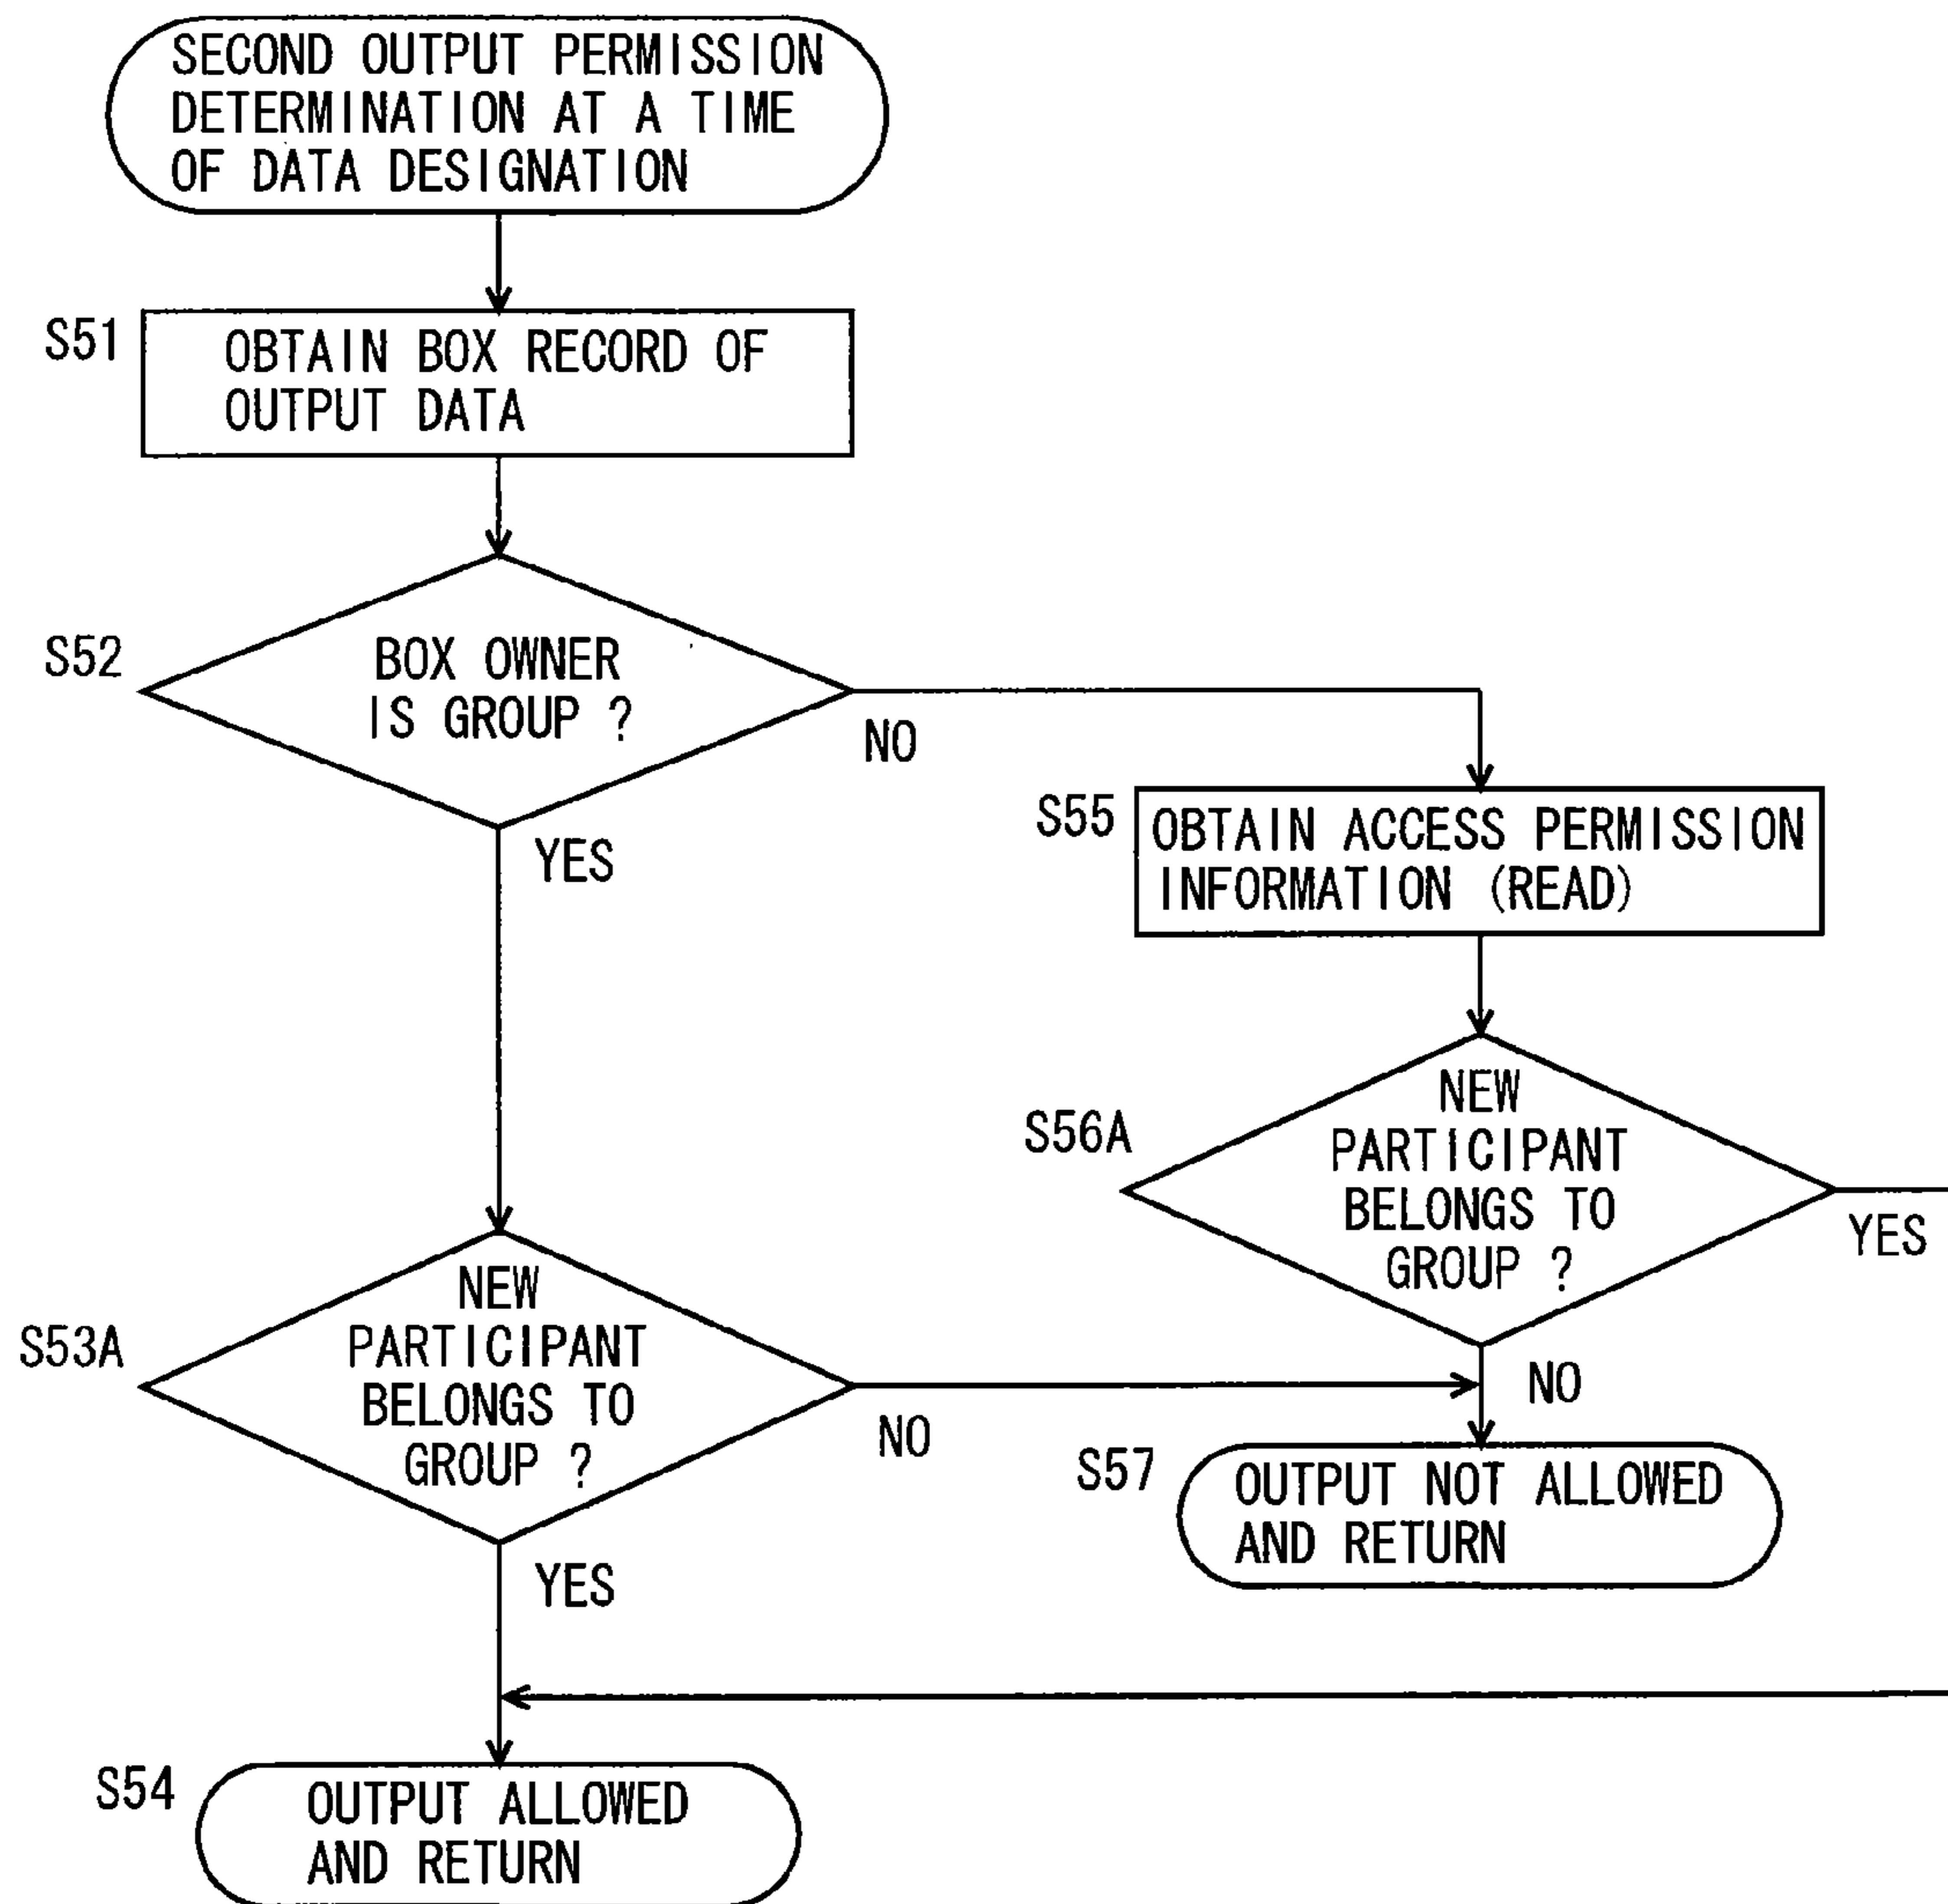 SECOND OUTPUT PERMISSION
DETERMINATION AT A TIME
OF DATA DESIGNATION
S51
OBTAIN BOX RECORD OF
OUTPUT DATA
S52
BOX OWNER
IS GROUP ?
NO
YES
S55
OBTAIN ACCESS PERMISSION
INFORMATION (READ)
S56A
NEW
PARTICIPANT
BELONGS TO
GROUP ?
YES
NO
S53A
NEW
PARTICIPANT
BELONGS TO
GROUP ?
NO
YES
S57
OUTPUT NOT ALLOWED
AND RETURN
S54
OUTPUT ALLOWED
AND RETURN